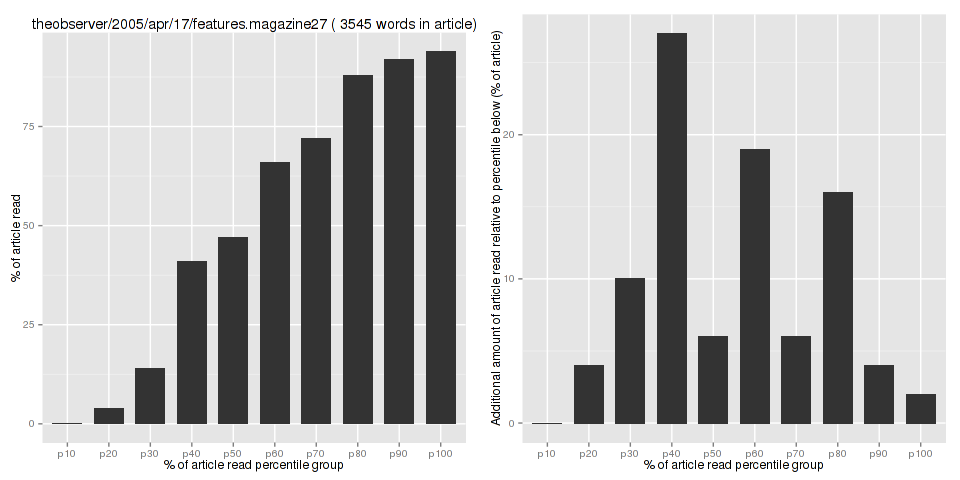 theobserver/2005/apr/17/features.magazine27 ( 3545 words in article)
% of article read
75
50
25
0
p10 p20 p30 p40 p50 p60 p70 p80 p90 p100
% of article read percentile group
Additional amount of article read relative to percentile below (% of article)
20
10
0
p10 p20 p30 p40 p50 p60 p70 p80 p90 p100
% of article read percentile group